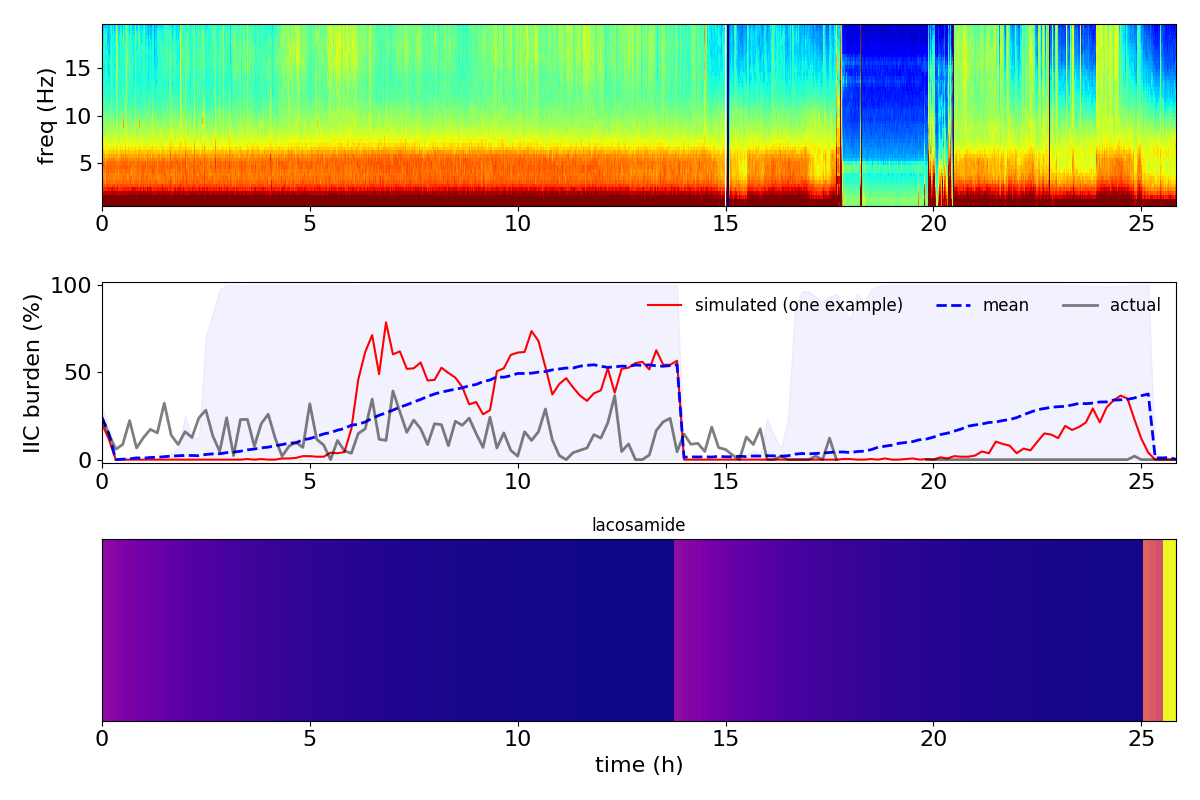 freq (Hz)
15
10
5
0 5 10 15 20 25
IIC burden (%)
100
50
0
simulated (one example) mean actual
0 5 10 15 20 25
lacosamide
0 5 10 15 20 25
time (h)